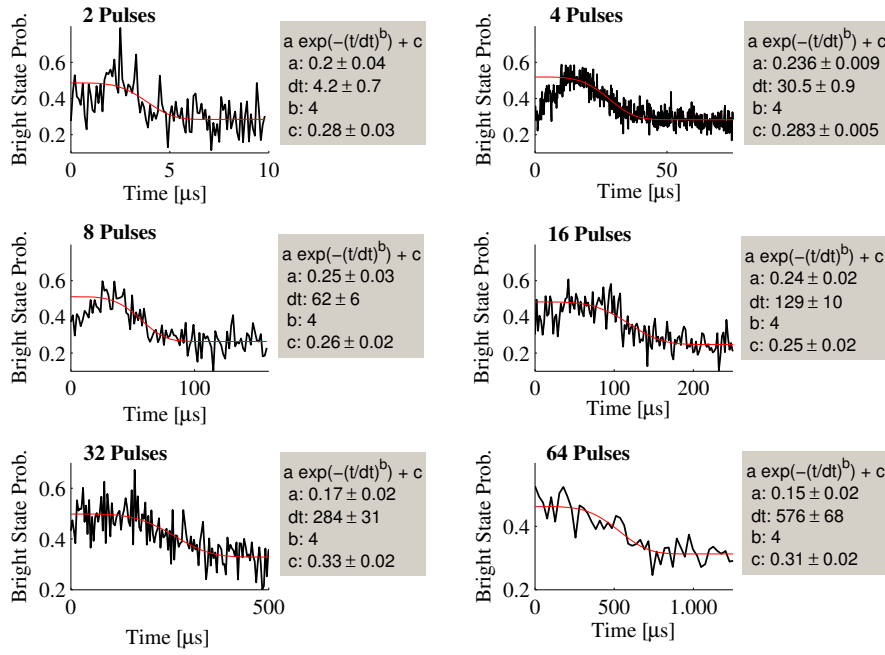 2 Pulses
Bright State Prob.
0.6
0.4
0.2
0
5
10
Time [μs]
a exp(−(t/dt)^b) + c
a: 0.2 ± 0.04
dt: 4.2 ± 0.7
b: 4
c: 0.28 ± 0.03
4 Pulses
Bright State Prob.
0.6
0.4
0.2
0
50
Time [μs]
a exp(−(t/dt)^b) + c
a: 0.236 ± 0.009
dt: 30.5 ± 0.9
b: 4
c: 0.283 ± 0.005
8 Pulses
Bright State Prob.
0.6
0.4
0.2
0
100
Time [μs]
a exp(−(t/dt)^b) + c
a: 0.25 ± 0.03
dt: 62 ± 6
b: 4
c: 0.26 ± 0.02
16 Pulses
Bright State Prob.
0.6
0.4
0.2
0
100
200
Time [μs]
a exp(−(t/dt)^b) + c
a: 0.24 ± 0.02
dt: 129 ± 10
b: 4
c: 0.25 ± 0.02
32 Pulses
Bright State Prob.
0.6
0.4
0.2
0
500
Time [μs]
a exp(−(t/dt)^b) + c
a: 0.17 ± 0.02
dt: 284 ± 31
b: 4
c: 0.33 ± 0.02
64 Pulses
Bright State Prob.
0.4
0.2
0
500
1.000
Time [μs]
a exp(−(t/dt)^b) + c
a: 0.15 ± 0.02
dt: 576 ± 68
b: 4
c: 0.31 ± 0.02